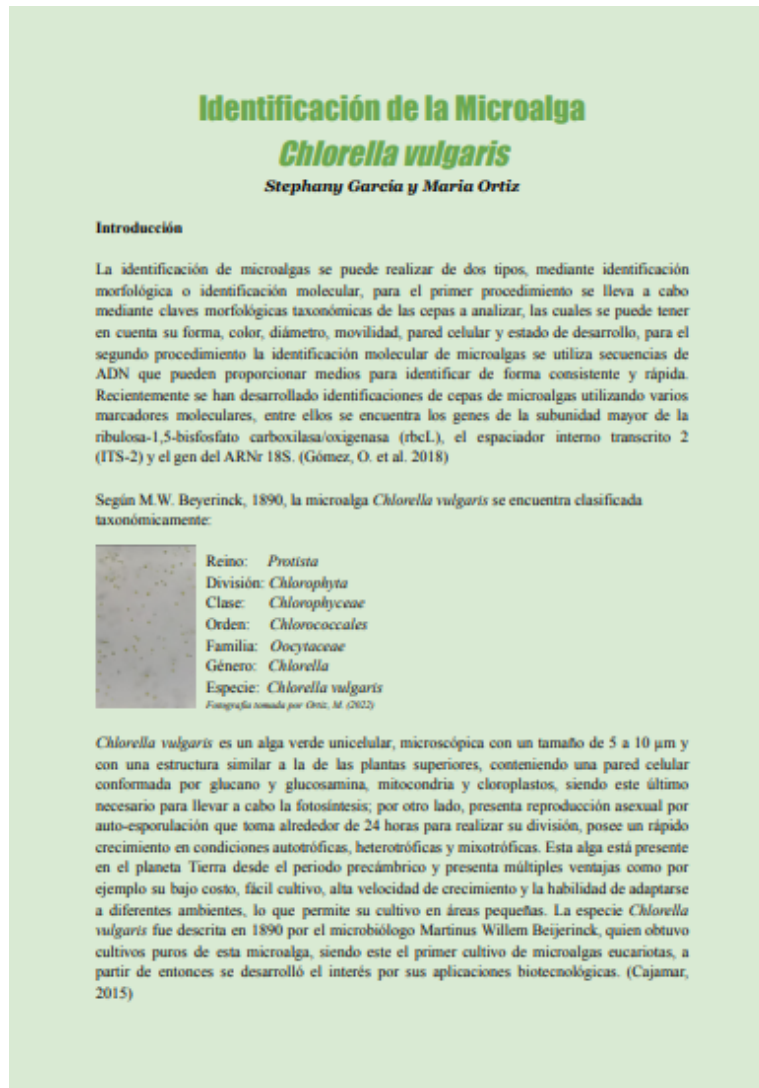 Identificación de la Microalga
Chlorella vulgaris
Stephany García y Maria Ortiz
Introducción
La identificación de microalgas se puede realizar de dos tipos, mediante identificación
morfológica o identificación molecular, para el primer procedimiento se lleva a cabo
mediante claves morfológicas taxonómicas de las cepas a analizar, las cuales se puede tener
en cuenta su forma, color, diámetro, movilidad, pared celular y estado de desarrollo, para el
segundo procedimiento la identificación molecular de microalgas se utiliza secuencias de
ADN que pueden proporcionar medios para identificar de forma consistente y rápida.
Recientemente se han desarrollado identificaciones de cepas de microalgas utilizando varios
marcadores moleculares, entre ellos se encuentra los genes de la subunidad mayor de la
ribulosa-1,5-bisfosfato carboxilasa/oxigenasa (rbcL), el espaciador interno transcrito 2
(ITS-2) y el gen del ARNr 18S. (Gómez, O. et al. 2018)
Según M.W. Beyerinck, 1890, la microalga Chlorella vulgaris se encuentra clasificada
taxonómicamente:
Reino: Protista
División: Chlorophyta
Clase: Chlorophyceae
Orden: Chlorococcales
Familia: Oocytaceae
Género: Chlorella
Especie: Chlorella vulgaris
Fotografía tomada por Ortiz, M. (2022)
Chlorella vulgaris es un alga verde unicelular, microscópica con un tamaño de 5 a 10 µm y
con una estructura similar a la de las plantas superiores, conteniendo una pared celular
conformada por glucano y glucosamina, mitocondria y cloroplastos, siendo este último
necesario para llevar a cabo la fotosíntesis; por otro lado, presenta reproducción asexual por
auto-esporulación que toma alrededor de 24 horas para realizar su división, posee un rápido
crecimiento en condiciones autotróficas, heterotróficas y mixotróficas. Esta alga está presente
en el planeta Tierra desde el periodo precámbrico y presenta múltiples ventajas como por
ejemplo su bajo costo, fácil cultivo, alta velocidad de crecimiento y la habilidad de adaptarse
a diferentes ambientes, lo que permite su cultivo en áreas pequeñas. La especie Chlorella
vulgaris fue descrita en 1890 por el microbiólogo Martinus Willem Beijerinck, quien obtuvo
cultivos puros de esta microalga, siendo este el primer cultivo de microalgas eucariotas, a
partir de entonces se desarrolló el interés por sus aplicaciones biotecnológicas. (Cajamar,
2015)